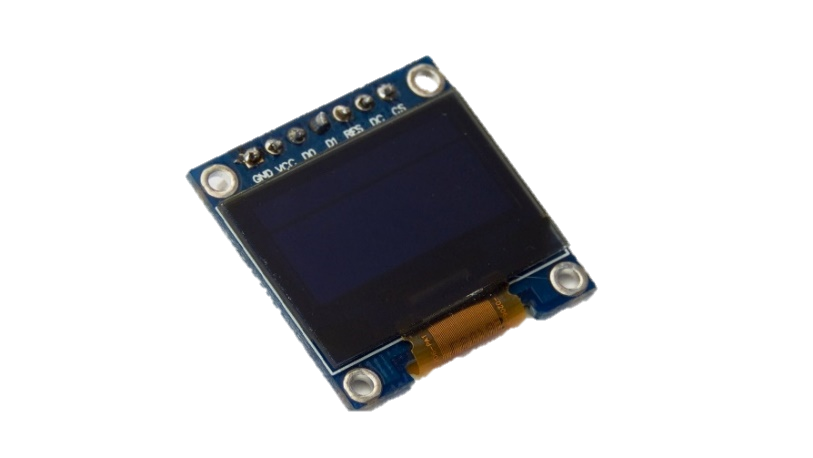 GND VCC D0 D1 RES DC CS